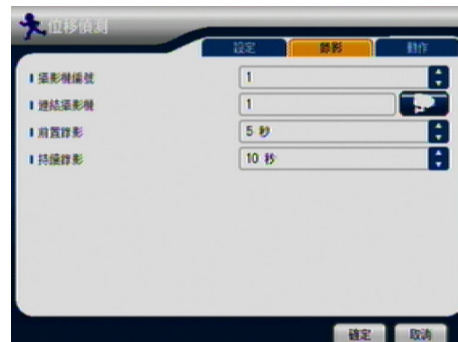 位移偵測
設定 錄影 動作
攝影機編號 1
連結攝影機 1
前置錄影 5 秒
持續錄影 10 秒
確定 取消